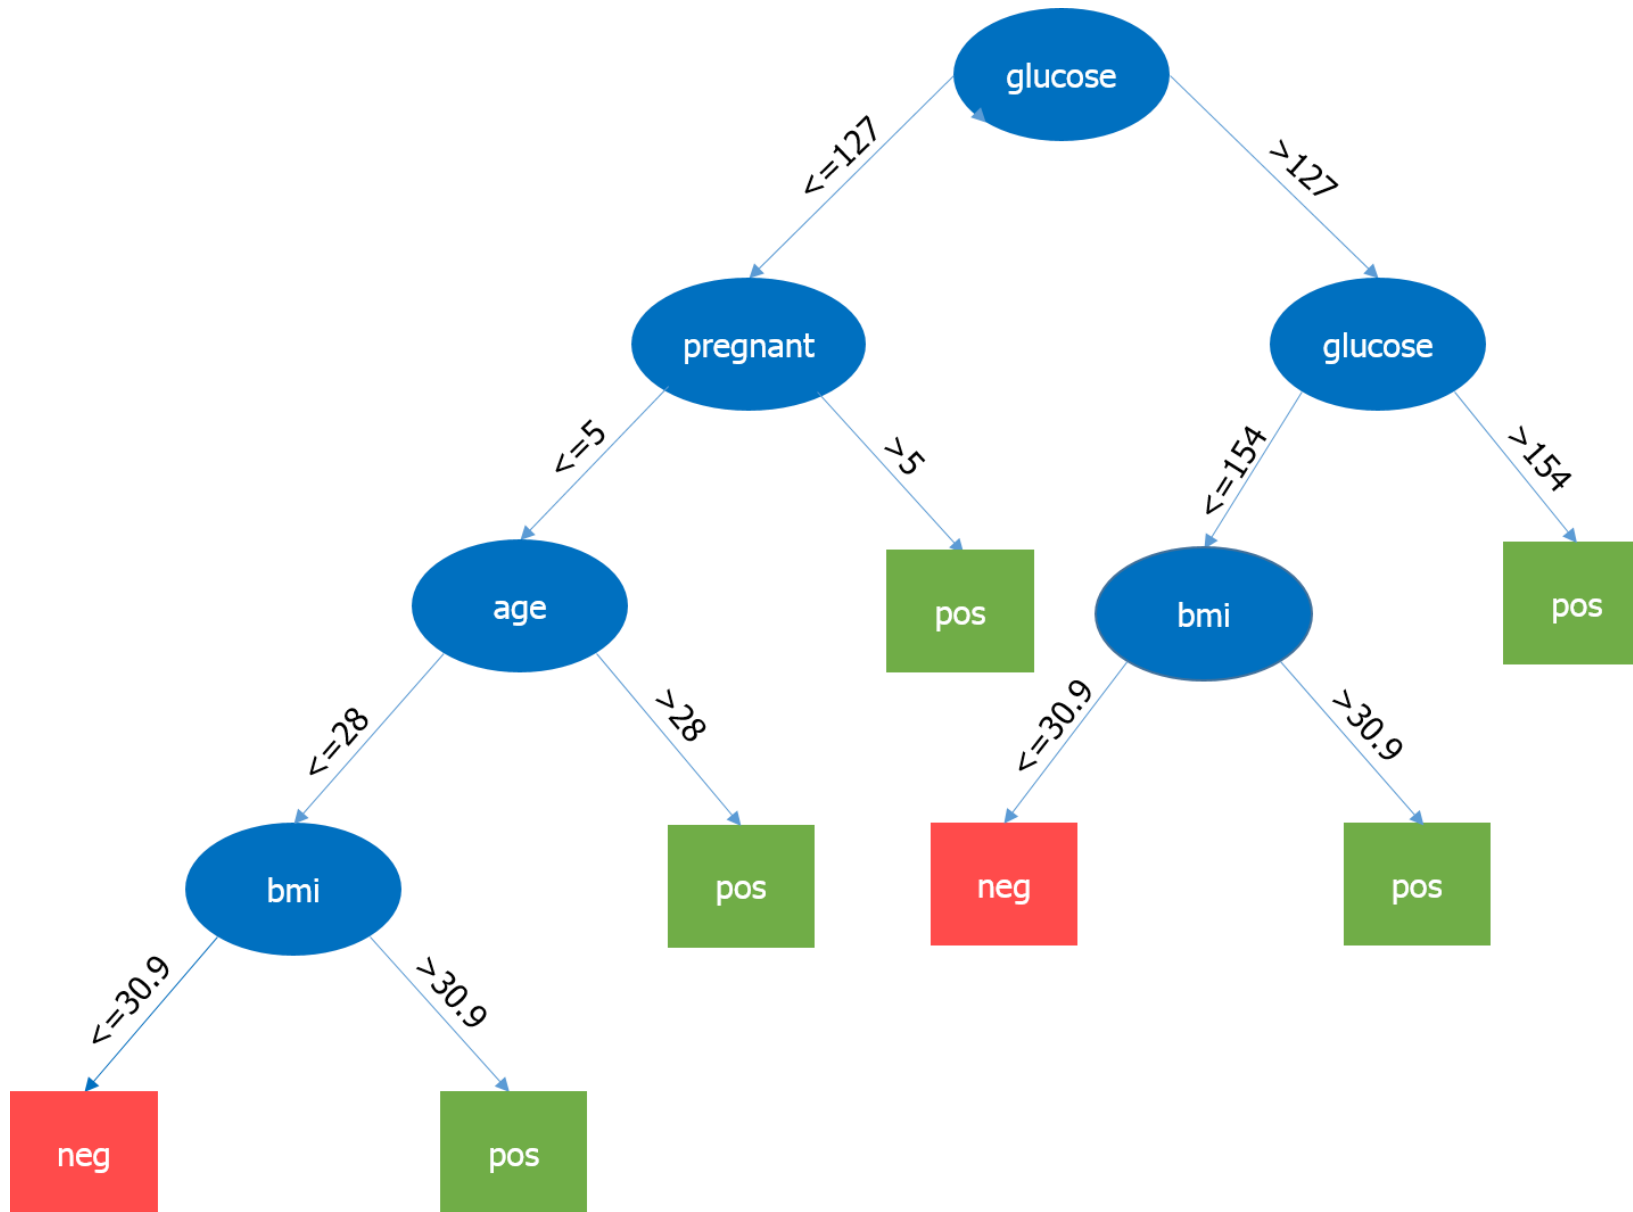 glucose
<=127
>127
pregnant
glucose
<=5
>5
<=154
>154
age
pos
bmi
pos
<=28
>28
<=30.9
>30.9
bmi
pos
neg
pos
<=30.9
>30.9
neg
pos